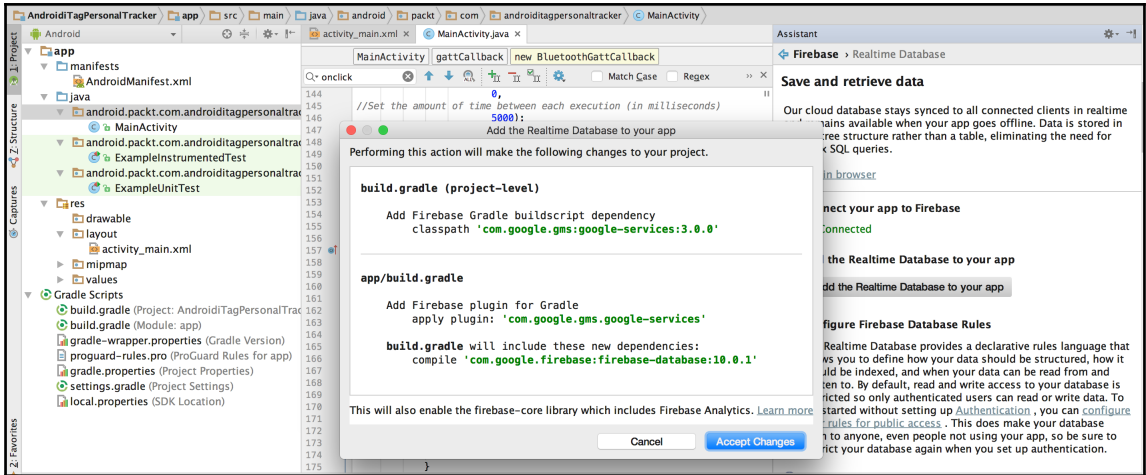 AndroidiTagPersonalTracker app src main java android packt com androiditagpersonaltracker MainActivity
1: Project
Z: Structure
Captures
2: Favorites
Android
app
manifests
AndroidManifest.xml
java
android.packt.com.androiditagpersonaltrac
MainActivity
android.packt.com.androiditagpersonaltrac
ExampleInstrumentedTest
android.packt.com.androiditagpersonaltrac
ExampleUnitTest
res
drawable
layout
activity_main.xml
mipmap
values
Gradle Scripts
build.gradle (Project: AndroidiTagPersonalTrac
build.gradle (Module: app)
gradle-wrapper.properties (Gradle Version)
proguard-rules.pro (ProGuard Rules for app)
gradle.properties (Project Properties)
settings.gradle (Project Settings)
local.properties (SDK Location)
activity_main.xml × MainActivity.java ×
MainActivity gattCallback new BluetoothGattCallback
onclick Match Case Regex
144 0,
145 //Set the amount of time between each execution (in milliseconds)
146 5000);
147
148
149
150
151
152
153
154
155
156
157
158
159
160
161
162
163
164
165
166
167
168
169
170
171
172
173
174
175 }
Add the Realtime Database to your app
Performing this action will make the following changes to your project.
build.gradle (project-level)
Add Firebase Gradle buildscript dependency
classpath 'com.google.gms:google-services:3.0.0'
app/build.gradle
Add Firebase plugin for Gradle
apply plugin: 'com.google.gms.google-services'
build.gradle will include these new dependencies:
compile 'com.google.firebase:firebase-database:10.0.1'
This will also enable the firebase-core library which includes Firebase Analytics. Learn more
Cancel Accept Changes
Assistant
Firebase › Realtime Database
Save and retrieve data
Our cloud database stays synced to all connected clients in realtime
mains available when your app goes offline. Data is stored in
tree structure rather than a table, eliminating the need for
x SQL queries.
in browser
nect your app to Firebase
Connected
the Realtime Database to your app
dd the Realtime Database to your app
figure Firebase Database Rules
Realtime Database provides a declarative rules language that
ws you to define how your data should be structured, how it
uld be indexed, and when your data can be read from and
ten to. By default, read and write access to your database is
ricted so only authenticated users can read or write data. To
started without setting up Authentication , you can configure
rules for public access . This does make your database
n to anyone, even people not using your app, so be sure to
rict your database again when you set up authentication.